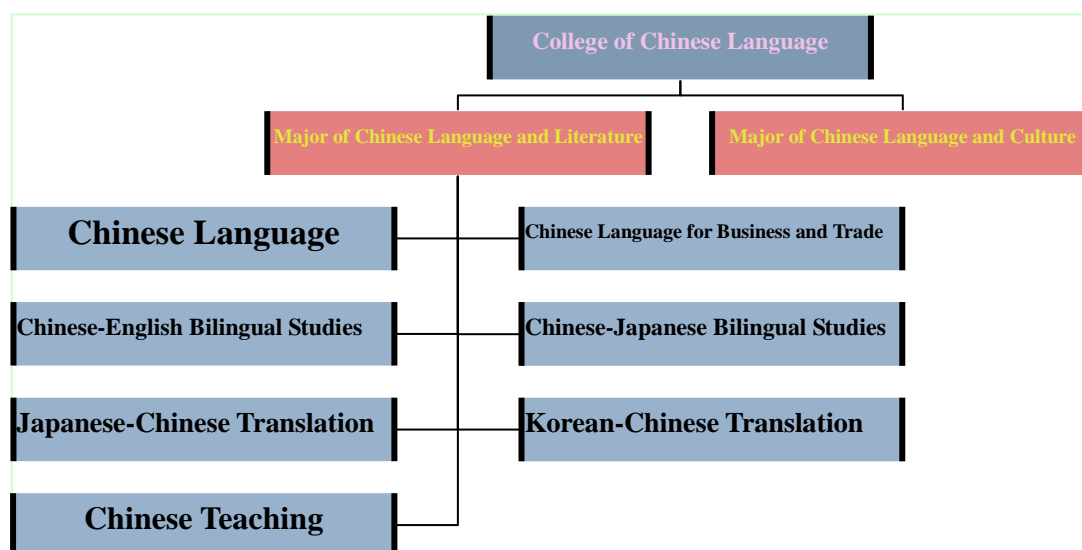 College of Chinese Language
Major of Chinese Language and Literature
Major of Chinese Language and Culture
Chinese Language
Chinese Language for Business and Trade
Chinese-English Bilingual Studies
Chinese-Japanese Bilingual Studies
Japanese-Chinese Translation
Korean-Chinese Translation
Chinese Teaching